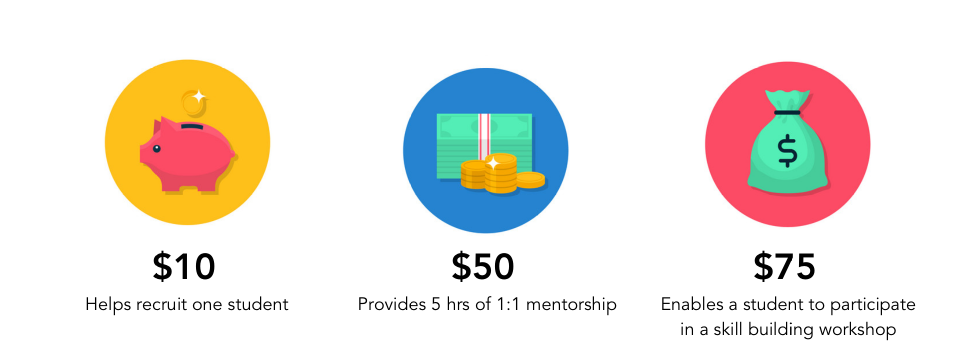 $
$10
$50
$75
Helps recruit one student
Provides 5 hrs of 1:1 mentorship
Enables a student to participate
in a skill building workshop